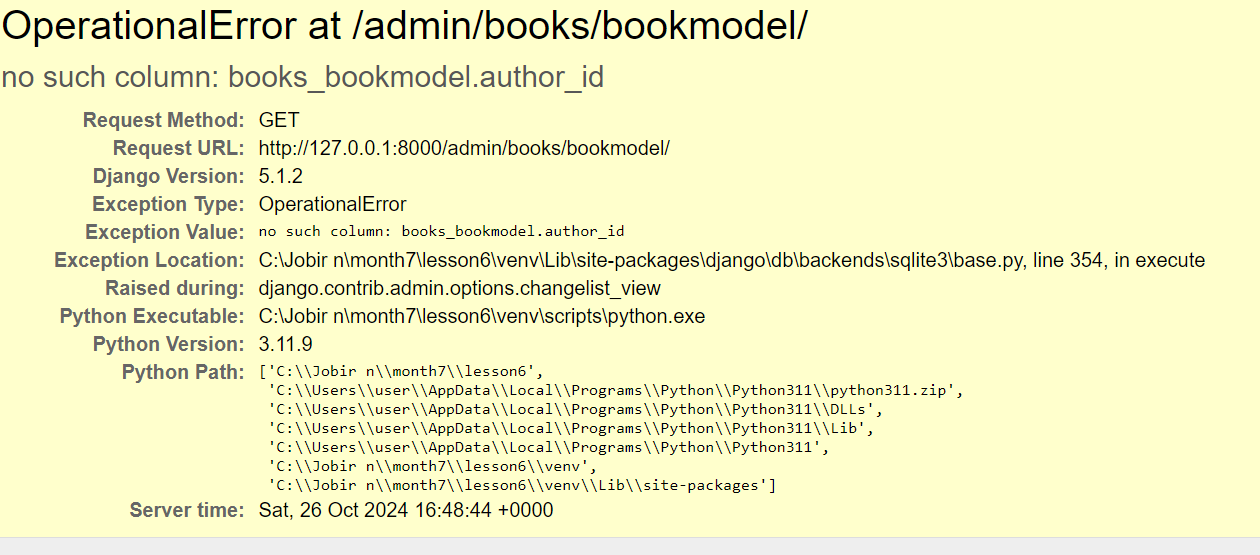 OperationalError at /admin/books/bookmodel/
no such column: books_bookmodel.author_id
Request Method: GET
Request URL: http://127.0.0.1:8000/admin/books/bookmodel/
Django Version: 5.1.2
Exception Type: OperationalError
Exception Value: no such column: books_bookmodel.author_id
Exception Location: C:\Jobir n\month7\lesson6\venv\Lib\site-packages\django\db\backends\sqlite3\base.py, line 354, in execute
Raised during: django.contrib.admin.options.changelist_view
Python Executable: C:\Jobir n\month7\lesson6\venv\scripts\python.exe
Python Version: 3.11.9
Python Path: ['C:\\Jobir n\\month7\\lesson6',
'C:\\Users\\user\\AppData\\Local\\Programs\\Python\\Python311\\python311.zip',
'C:\\Users\\user\\AppData\\Local\\Programs\\Python\\Python311\\DLLs',
'C:\\Users\\user\\AppData\\Local\\Programs\\Python\\Python311\\Lib',
'C:\\Users\\user\\AppData\\Local\\Programs\\Python\\Python311',
'C:\\Jobir n\\month7\\lesson6\\venv',
'C:\\Jobir n\\month7\\lesson6\\venv\\Lib\\site-packages']
Server time: Sat, 26 Oct 2024 16:48:44 +0000